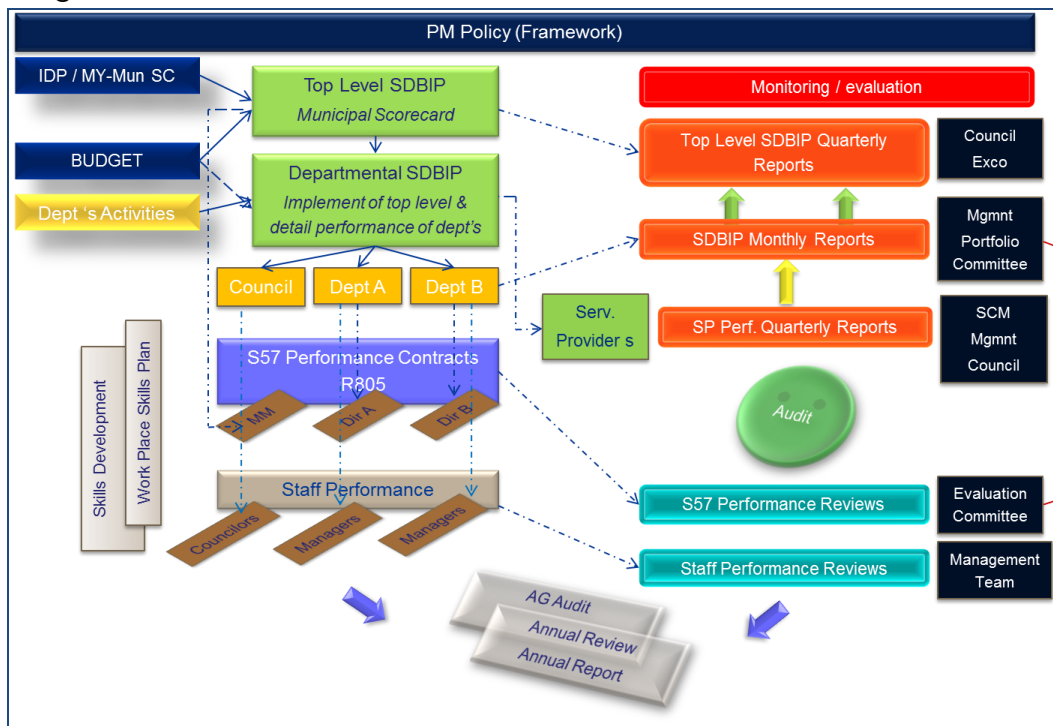 PM Policy (Framework)
IDP / MY-Mun SC
BUDGET
Dept 's Activities
Top Level SDBIP
Municipal Scorecard
Departmental SDBIP
Implement of top level &
detail performance of dept's
Council
Dept A
Dept B
Serv.
Provider s
S57 Performance Contracts
R805
MM
Dir A
Dir B
Staff Performance
Councilors
Managers
Managers
Skills Development
Work Place Skills Plan
Monitoring / evaluation
Top Level SDBIP Quarterly
Reports
Council
Exco
SDBIP Monthly Reports
Mgmnt
Portfolio
Committee
SP Perf. Quarterly Reports
SCM
Mgmnt
Council
Audit
S57 Performance Reviews
Evaluation
Committee
Staff Performance Reviews
Management
Team
AG Audit
Annual Review
Annual Report